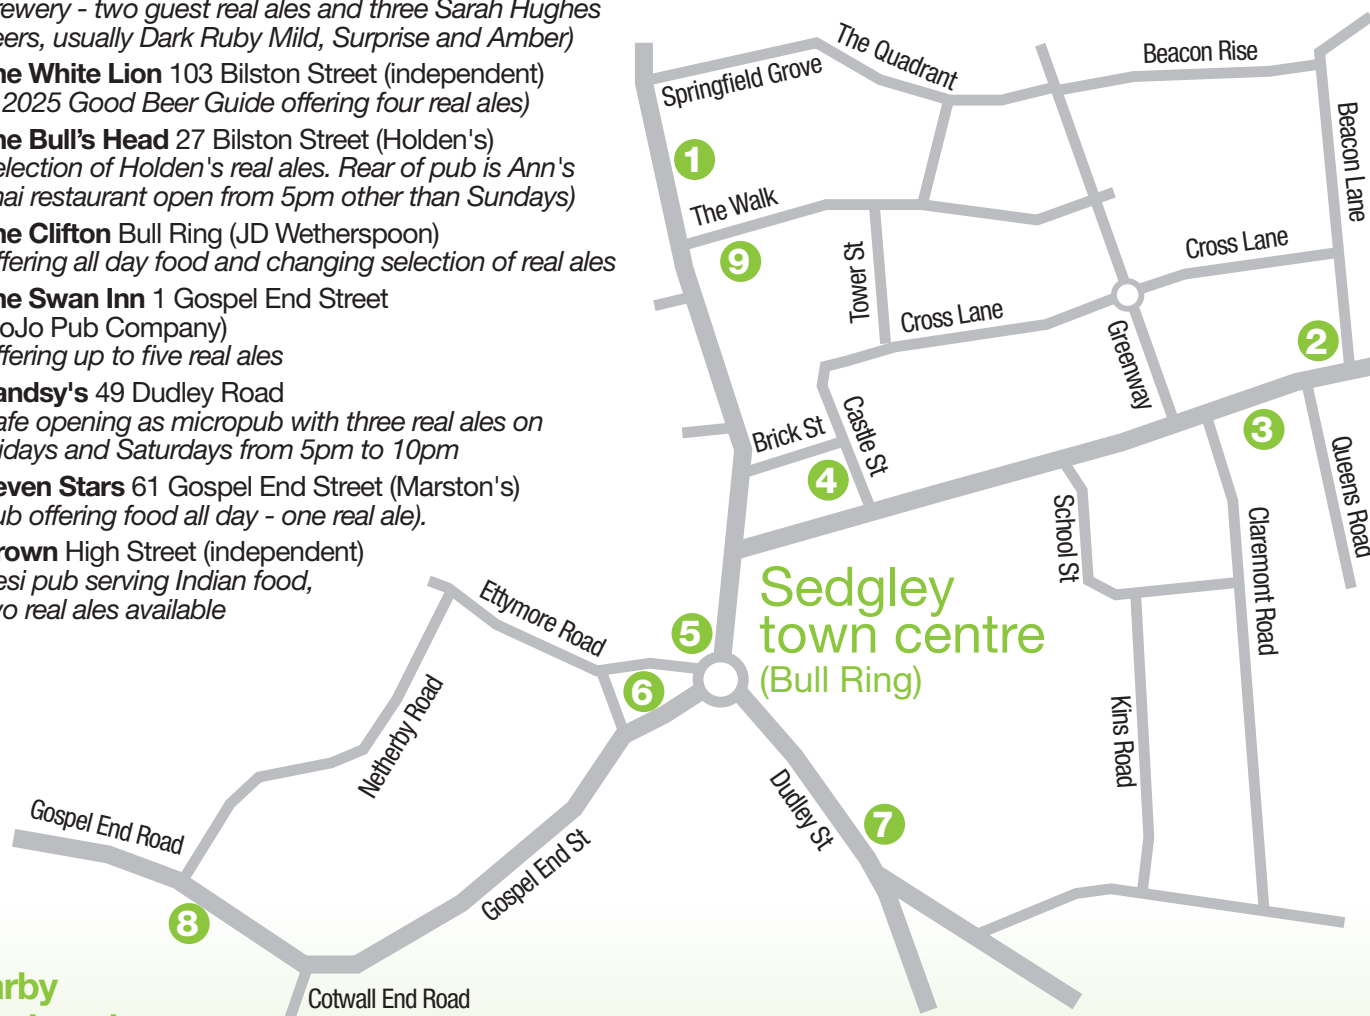 rewery - two guest real ales and three Sarah Hughes
eers, usually Dark Ruby Mild, Surprise and Amber)
he White Lion 103 Bilston Street (independent)
2025 Good Beer Guide offering four real ales)
he Bull's Head 27 Bilston Street (Holden's)
election of Holden's real ales. Rear of pub is Ann's
hai restaurant open from 5pm other than Sundays)
he Clifton Bull Ring (JD Wetherspoon)
ffering all day food and changing selection of real ales
he Swan Inn 1 Gospel End Street
oJo Pub Company)
ffering up to five real ales
andsy's 49 Dudley Road
afe opening as micropub with three real ales on
idays and Saturdays from 5pm to 10pm
even Stars 61 Gospel End Street (Marston's)
ub offering food all day - one real ale).
rown High Street (independent)
esi pub serving Indian food,
wo real ales available
The Quadrant
Beacon Rise
Springfield Grove
Beacon Lane
1
The Walk
9
Tower St
Cross Lane
Cross Lane
Greenway
2
Brick St
Castle St
3
4
Queens Road
School St
Claremont Road
Sedgley
town centre
(Bull Ring)
Ettymore Road
5
6
Netherby Road
Kins Road
Dudley St
7
Gospel End Road
Gospel End St
8
arby
Cotwall End Road